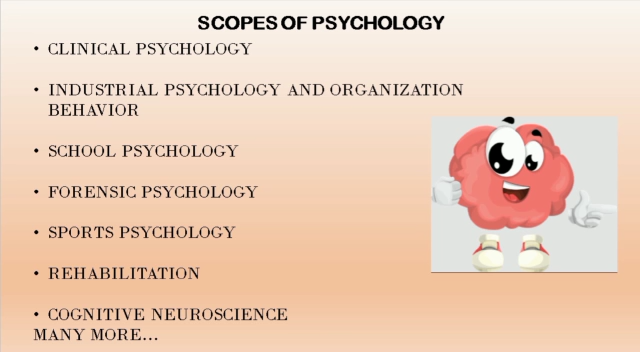 SCOPES OF PSYCHOLOGY
• CLINICAL PSYCHOLOGY
• INDUSTRIAL PSYCHOLOGY AND ORGANIZATION
BEHAVIOR
• SCHOOL PSYCHOLOGY
• FORENSIC PSYCHOLOGY
• SPORTS PSYCHOLOGY
• REHABILITATION
• COGNITIVE NEUROSCIENCE
MANY MORE...